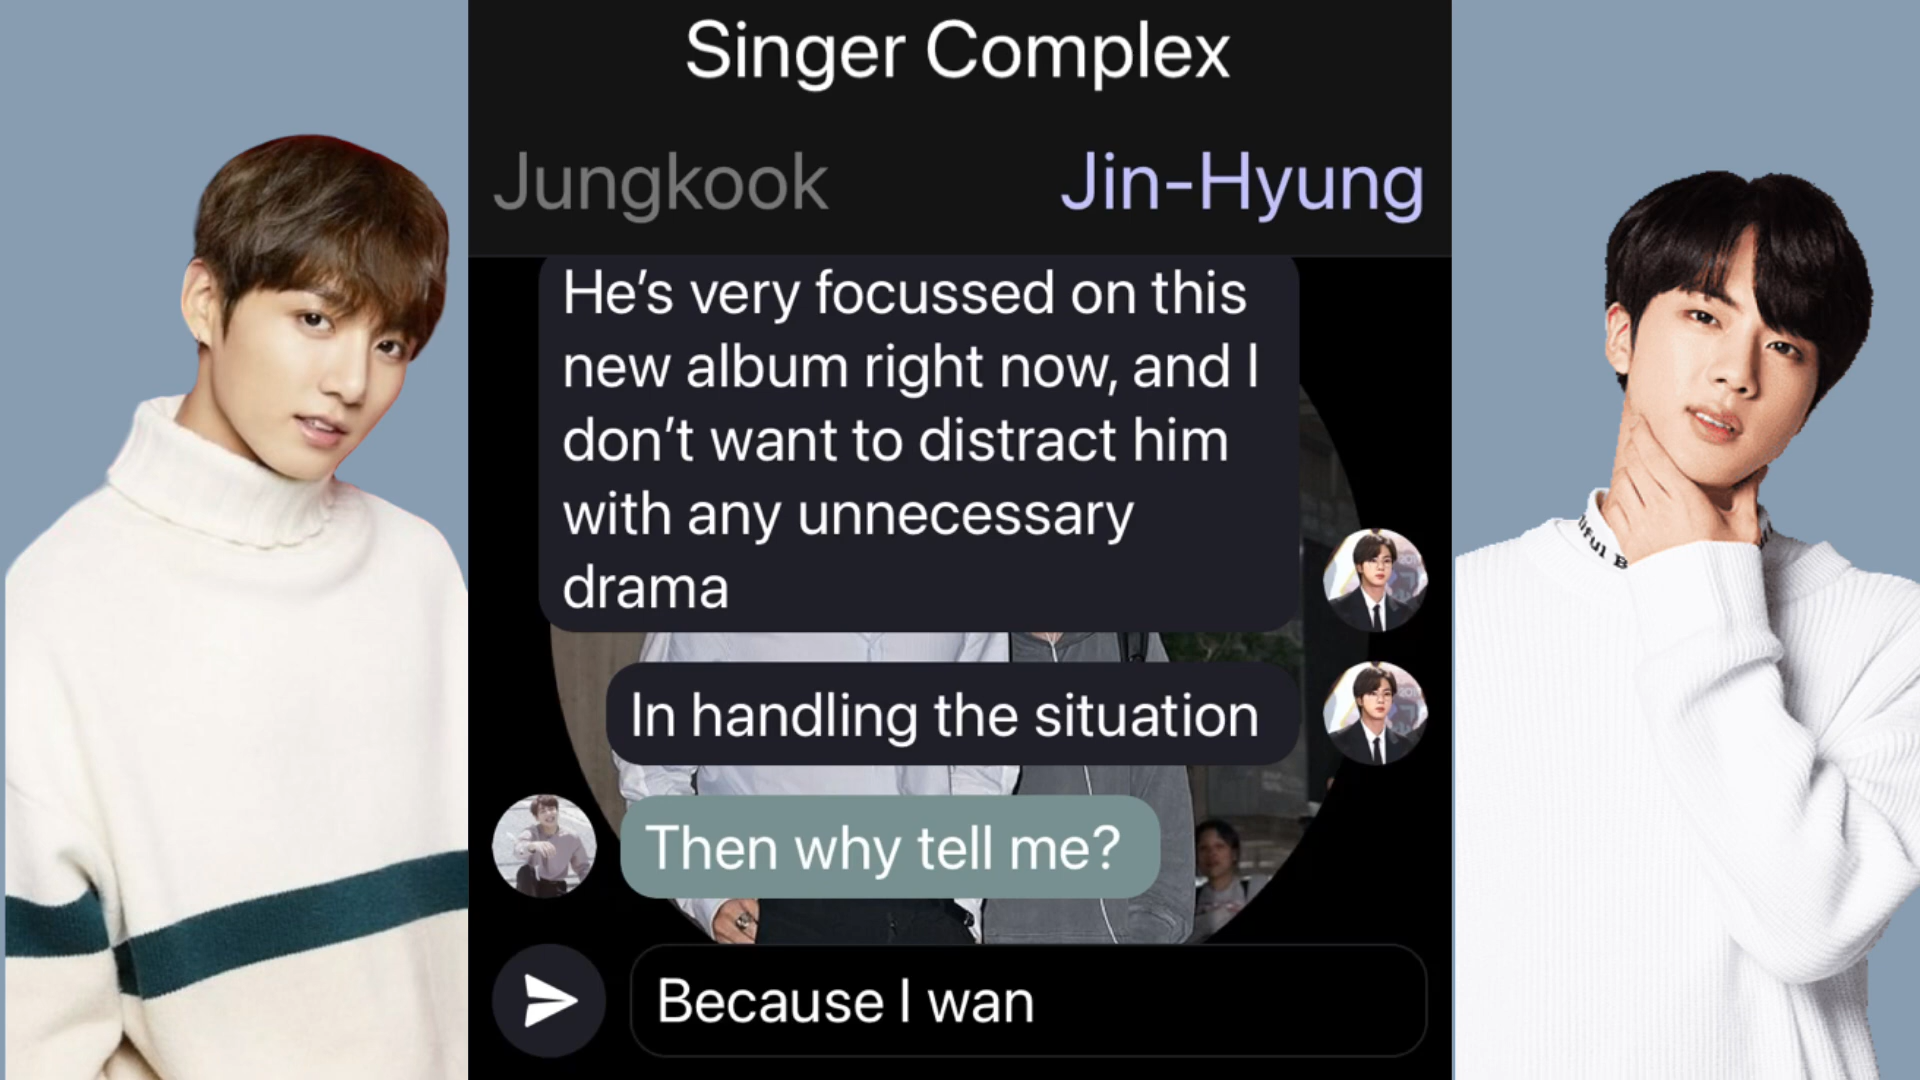 Singer Complex
Jungkook Jin-Hyung
He’s very focussed on this
new album right now, and I
don’t want to distract him
with any unnecessary
drama
In handling the situation
Then why tell me?
Because I wan